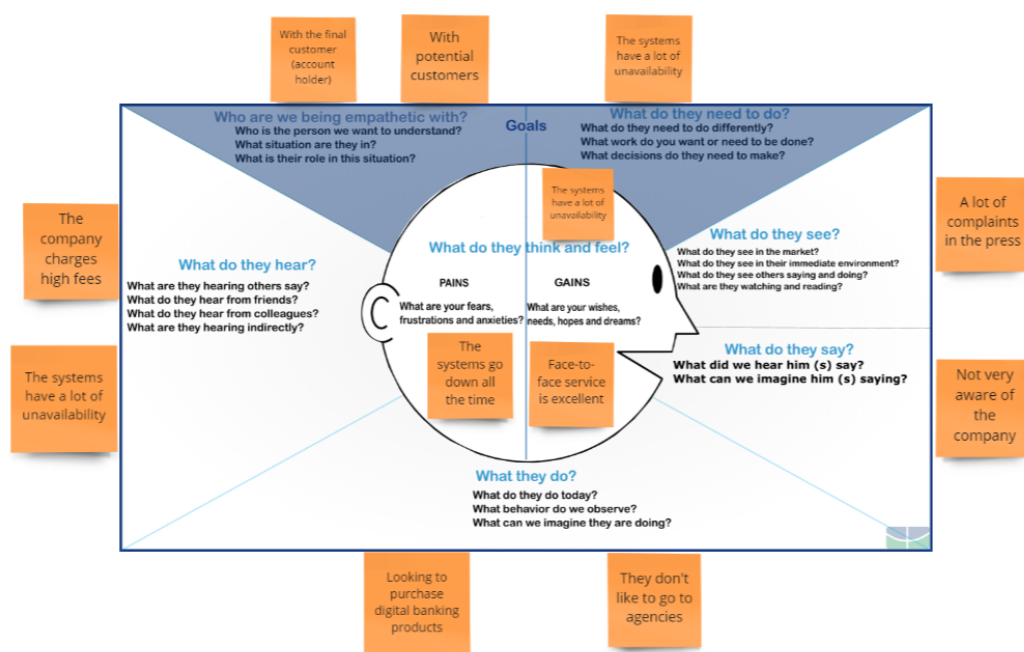 With the final
customer
(account
holder)
With
potential
customers
The systems
have a lot of
unavailability
Who are we being empathetic with?
Who is the person we want to understand?
What situation are they in?
What is their role in this situation?
Goals
What do they need to do?
What do they need to do differently?
What work do you want or need to be done?
What decisions do they need to make?
The systems
have a lot of
unavailability
The
company
charges
high fees
What do they hear?
What are they hearing others say?
What do they hear from friends?
What do they hear from colleagues?
What are they hearing indirectly?
The systems
have a lot of
unavailability
What do they think and feel?
PAINS
What are your fears,
frustrations and anxieties?
The
systems go
down all
the time
GAINS
What are your wishes,
needs, hopes and dreams?
Face-to-
face service
is excellent
What do they see?
What do they see in the market?
What do they see in their immediate environment?
What do they see others saying and doing?
What are they watching and reading?
A lot of
complaints
in the press
What do they say?
What did we hear him (s) say?
What can we imagine him (s) saying?
Not very
aware of
the
company
What they do?
What do they do today?
What behavior do we observe?
What can we imagine they are doing?
Looking to
purchase
digital banking
products
They don't
like to go to
agencies